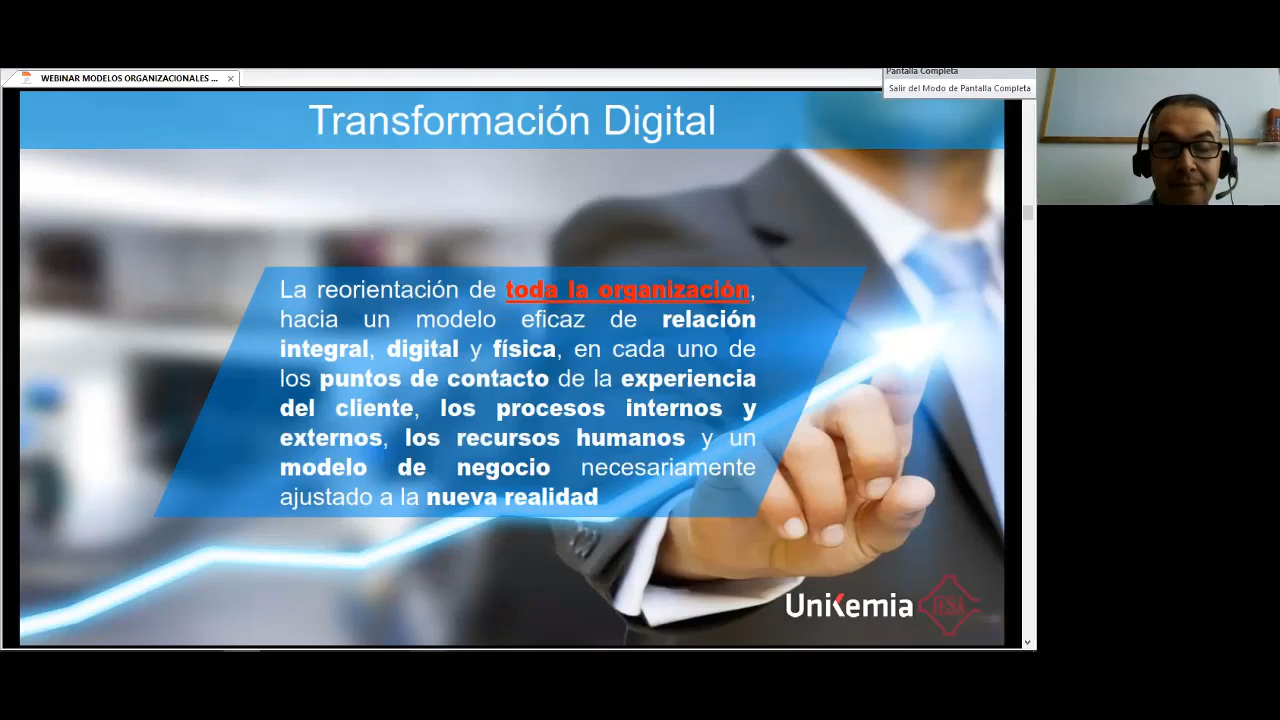 WEBINAR MODELOS ORGANIZACIONALES ...
Pantalla Completa
Salir del Modo de Pantalla Completa
Transformación Digital
La reorientación de toda la organización,
hacia un modelo eficaz de relación
integral, digital y física, en cada uno de
los puntos de contacto de la experiencia
del cliente, los procesos internos y
externos, los recursos humanos y un
modelo de negocio necesariamente
ajustado a la nueva realidad
UniKemia
IESA